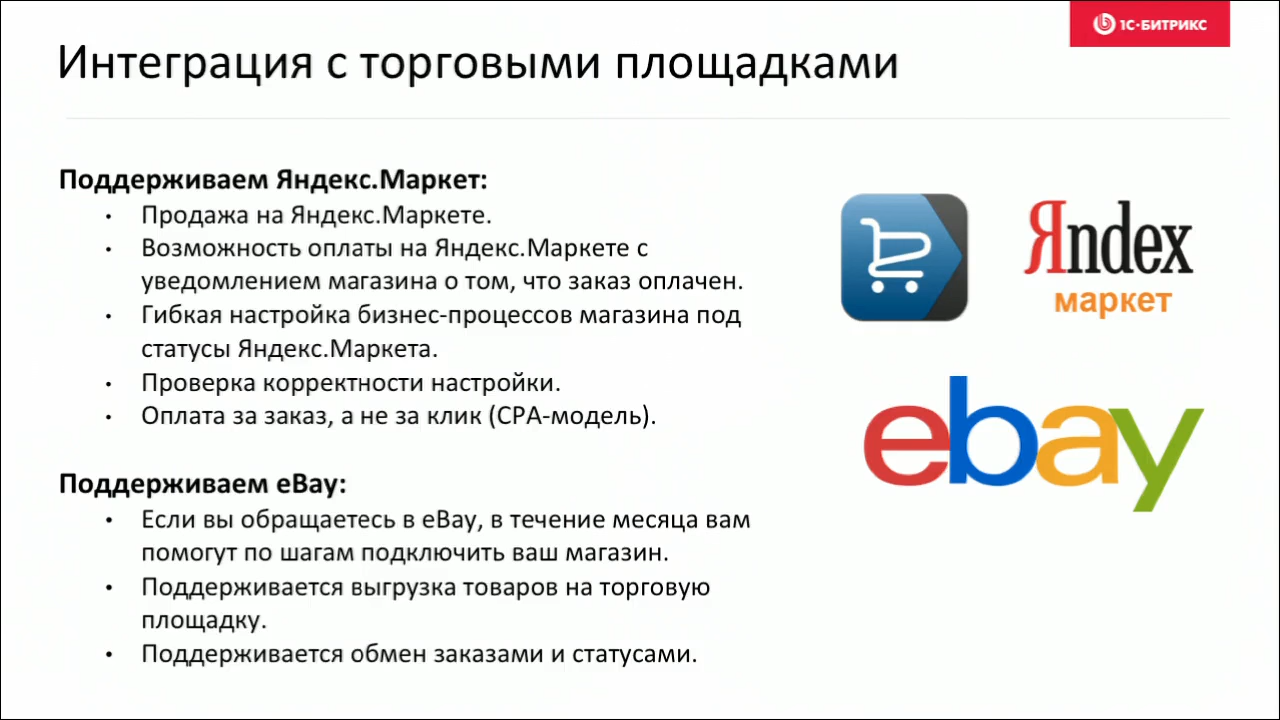 1С-БИТРИКС
Интеграция с торговыми площадками
Поддерживаем Яндекс.Маркет:
• Продажа на Яндекс.Маркете.
• Возможность оплаты на Яндекс.Маркете с
уведомлением магазина о том, что заказ оплачен.
• Гибкая настройка бизнес-процессов магазина под
статусы Яндекс.Маркета.
• Проверка корректности настройки.
• Оплата за заказ, а не за клик (CPA-модель).
Яndex
маркет
ebay
Поддерживаем eBay:
• Если вы обращаетесь в eBay, в течение месяца вам
помогут по шагам подключить ваш магазин.
• Поддерживается выгрузка товаров на торговую
площадку.
• Поддерживается обмен заказами и статусами.